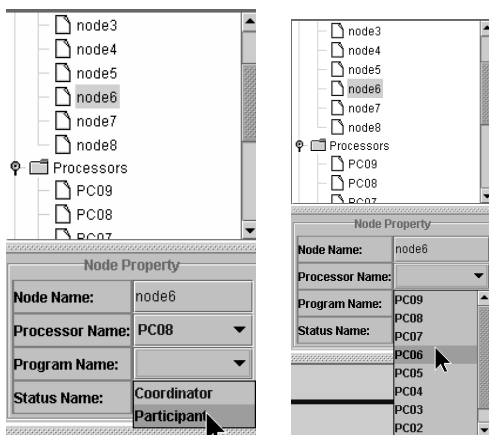 node3
node4
node5
node6
node7
node8
Processors
PC09
PC08
PC07
Node Property
Node Name: node6
Processor Name: PC08
Program Name:
Status Name:
Coordinator
Participant
node3
node4
node5
node6
node7
node8
Processors
PC09
PC08
PC07
Node Property
Node Name: node6
Processor Name:
Program Name:
Status Name:
PC09
PC08
PC07
PC06
PC05
PC04
PC03
PC02